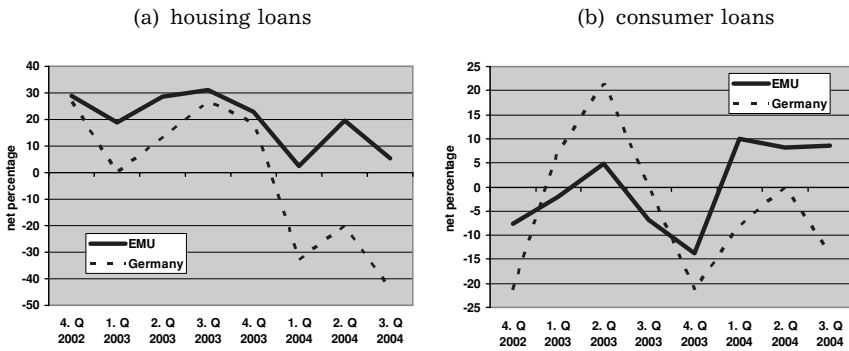 (a) housing loans
net percentage
40
30
20
10
0
-10
-20
-30
-40
-50
EMU
Germany
4. Q 1. Q 2. Q 3. Q 4. Q 1. Q 2. Q 3. Q
2002 2003 2003 2003 2003 2004 2004 2004
(b) consumer loans
net percentage
25
20
15
10
5
0
-5
-10
-15
-20
-25
EMU
Germany
4. Q 1. Q 2. Q 3. Q 4. Q 1. Q 2. Q 3. Q
2002 2003 2003 2003 2003 2004 2004 2004